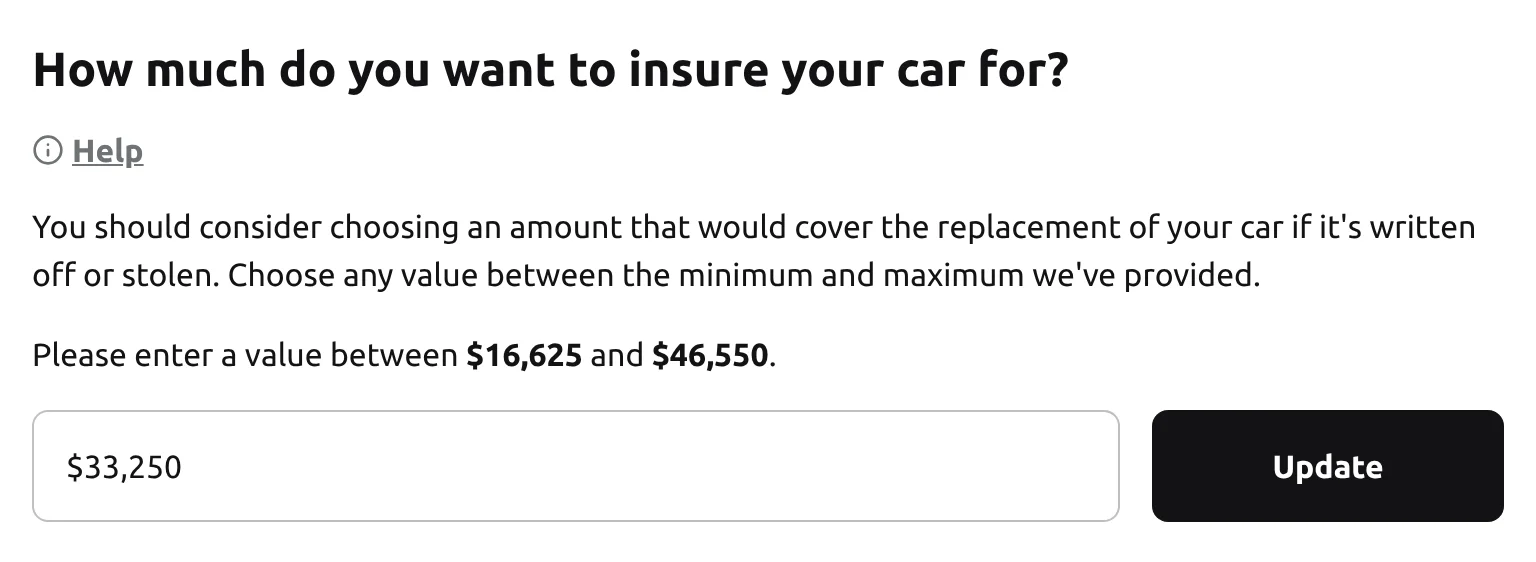 How much do you want to insure your car for?
Help
You should consider choosing an amount that would cover the replacement of your car if it's written
off or stolen. Choose any value between the minimum and maximum we've provided.
Please enter a value between $16,625 and $46,550.
$33,250
Update